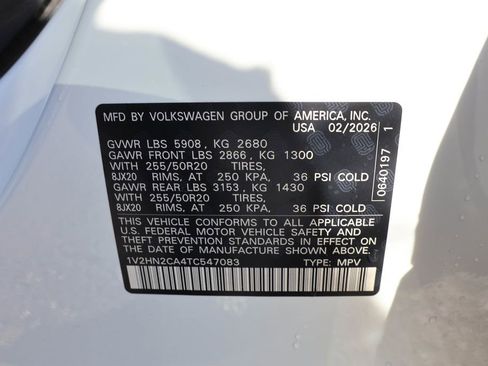 MFD BY VOLKSWAGEN GROUP OF AMERICA, INC.
USA 02/2026
GVWR LBS 5908 , KG 2680
GAWR FRONT LBS 2866 , KG 1300
WITH 255/50R20 TIRES,
8JX20 RIMS, AT 250 KPA, 36 PSI COLD
GAWR REAR LBS 3153 , KG 1430
WITH 255/50R20 TIRES,
8JX20 RIMS, AT 250 KPA, 36 PSI COLD
THIS VEHICLE CONFORMS TO ALL APPLICABLE
U.S. FEDERAL MOTOR VEHICLE SAFETY AND
THEFT PREVENTION STANDARDS IN EFFECT ON
THE DATE OF MANUFACTURE SHOWN ABOVE.
1V2HN2CA4TC547083
TYPE: MPV
0640197 1